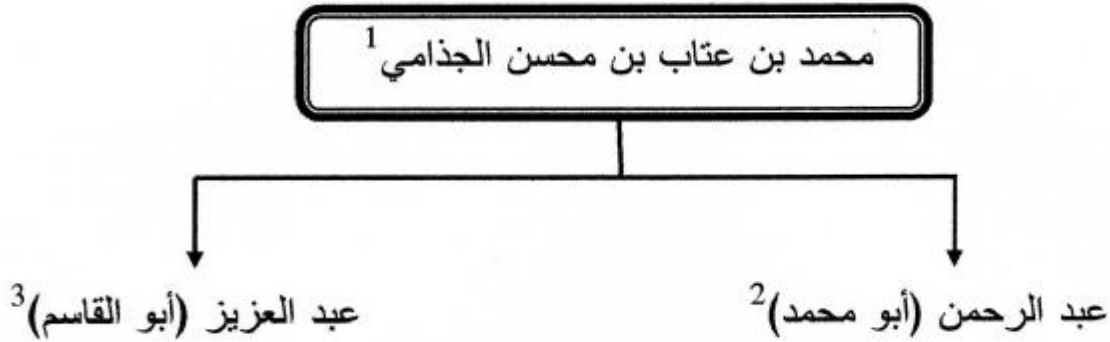 محمد بن عتاب بن محسن الجذامي1
عبد الرحمن (أبو محمد)2
عبد العزيز (أبو القاسم)3